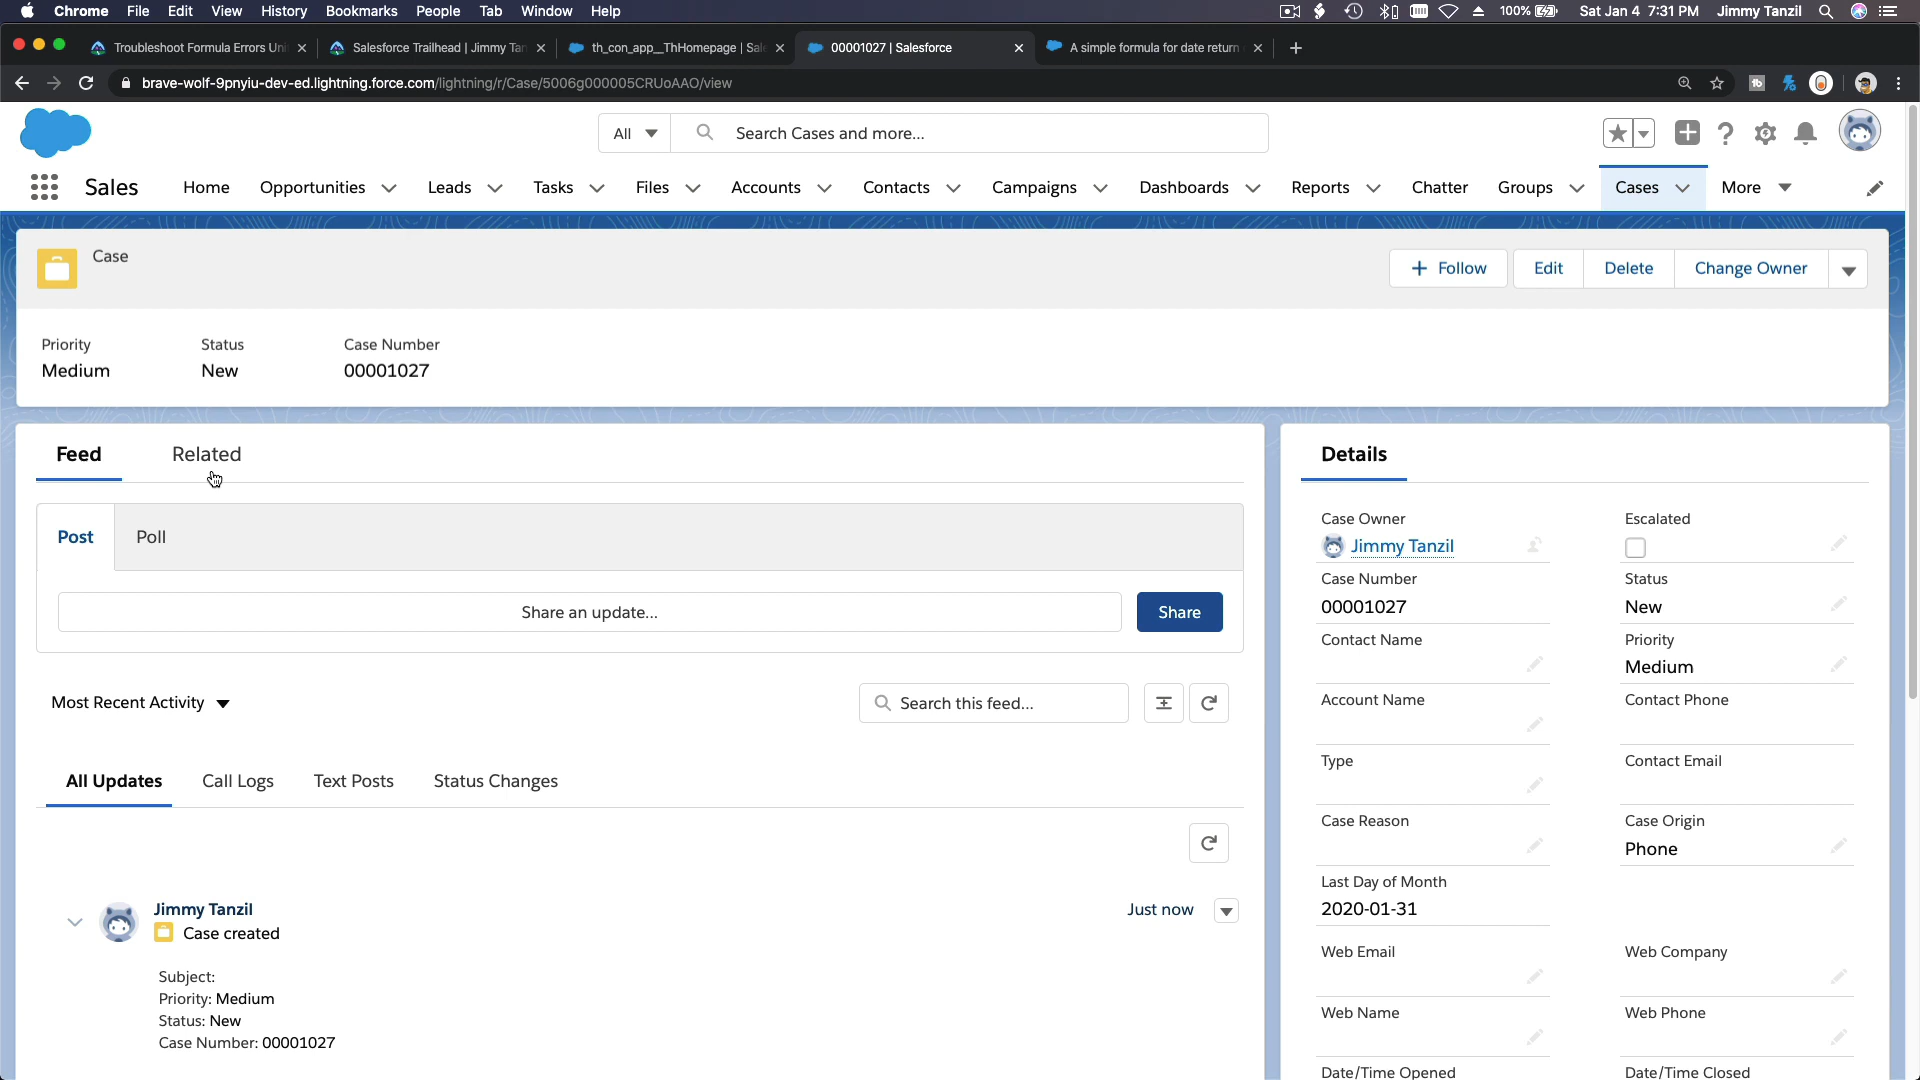 Chrome File Edit View History Bookmarks People Tab Window Help
100% Sat Jan 4 7:31 PM Jimmy Tanzil
Troubleshoot Formula Errors Uni
Salesforce Trailhead | Jimmy Tan
th_con_app__ThHomepage | Sal
00001027 | Salesforce
A simple formula for date return
brave-wolf-9pnyiu-dev-ed.lightning.force.com/lightning/r/Case/5006g000005CRUoAAO/view
All
Search Cases and more...
Sales Home Opportunities Leads Tasks Files Accounts Contacts Campaigns Dashboards Reports Chatter Groups Cases More
Case
Follow Edit Delete Change Owner
Priority Status Case Number
Medium New 00001027
Feed Related
Post Poll
Share an update...
Share
Most Recent Activity
Search this feed...
All Updates Call Logs Text Posts Status Changes
Jimmy Tanzil
Just now
Case created
Subject:
Priority: Medium
Status: New
Case Number: 00001027
Details
Case Owner
Jimmy Tanzil
Escalated
Case Number
00001027
Status
New
Contact Name
Priority
Medium
Account Name
Contact Phone
Type
Contact Email
Case Reason
Case Origin
Phone
Last Day of Month
2020-01-31
Web Email
Web Company
Web Name
Web Phone
Date/Time Opened
Date/Time Closed